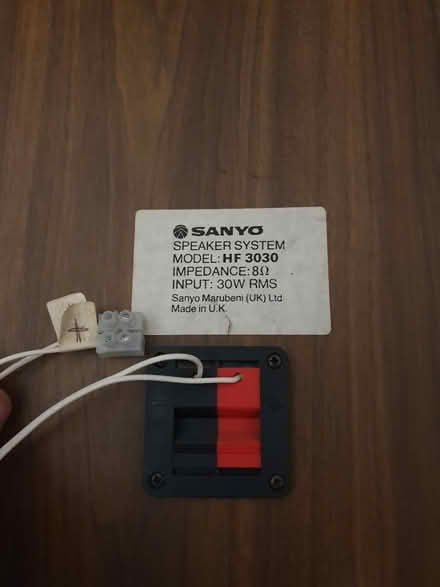 SANYO
SPEAKER SYSTEM
MODEL: HF 3030
IMPEDANCE: 8Ω
INPUT: 30W RMS
Sanyo Marubeni (UK) Ltd
Made in U.K.